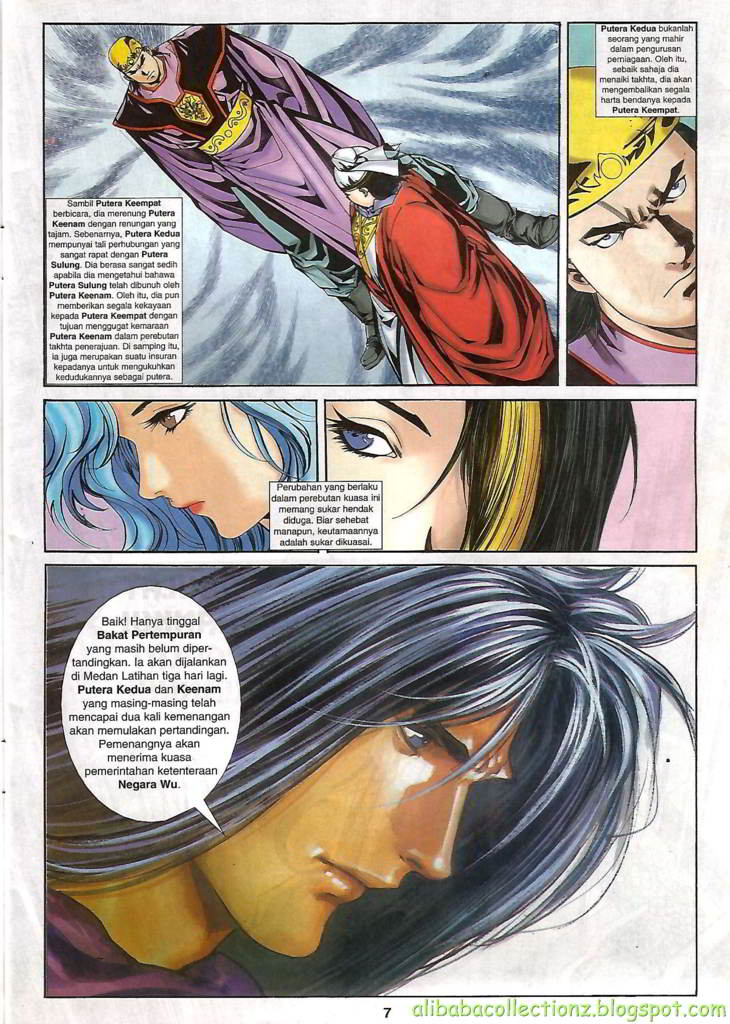 Sambil Putera Keempat
berbicara, dia merenung Putera
Keenam dengan renungan yang
tajam. Sebenarnya, Putera Kedua
mempunyai tali perhubungan yang
sangat rapat dengan Putera
Sulung. Dia berasa sangat sedih
apabila dia mengetahui bahawa
Putera Sulung telah dibunuh oleh
Putera Keenam. Oleh itu, dia pun
memberikan segala kekayaan
kepada Putera Keempat dengan
tujuan menggugat kemaraan
Putera Keenam dalam perebutan
takhta penerajuan. Di samping itu,
ia juga merupakan suatu insuran
kepadanya untuk mengukuhkan
kedudukannya sebagai putera.
Putera Kedua bukanlah
seorang yang mahir
dalam pengurusan
perniagaan. Oleh itu,
sebaik sahaja dia
menaiki takhta, dia akan
mengembalikan segala
harta bendanya kepada
Putera Keempat.
Perubahan yang berlaku
dalam perebutan kuasa ini
memang sukar hendak
diduga. Biar sehebat
manapun, keutamaannya
adalah sukar dikuasai.
Baik! Hanya tinggal
Bakat Pertempuran
yang masih belum diper-
tandingkan. Ia akan dijalankan
di Medan Latihan tiga hari lagi.
Putera Kedua dan Keenam
yang masing-masing telah
mencapai dua kali kemenangan
akan memulakan pertandingan.
Pemenangnya akan
menerima kuasa
pemerintahan ketenteraan
Negara Wu.
7
alibabacollectionz.blogspot.com